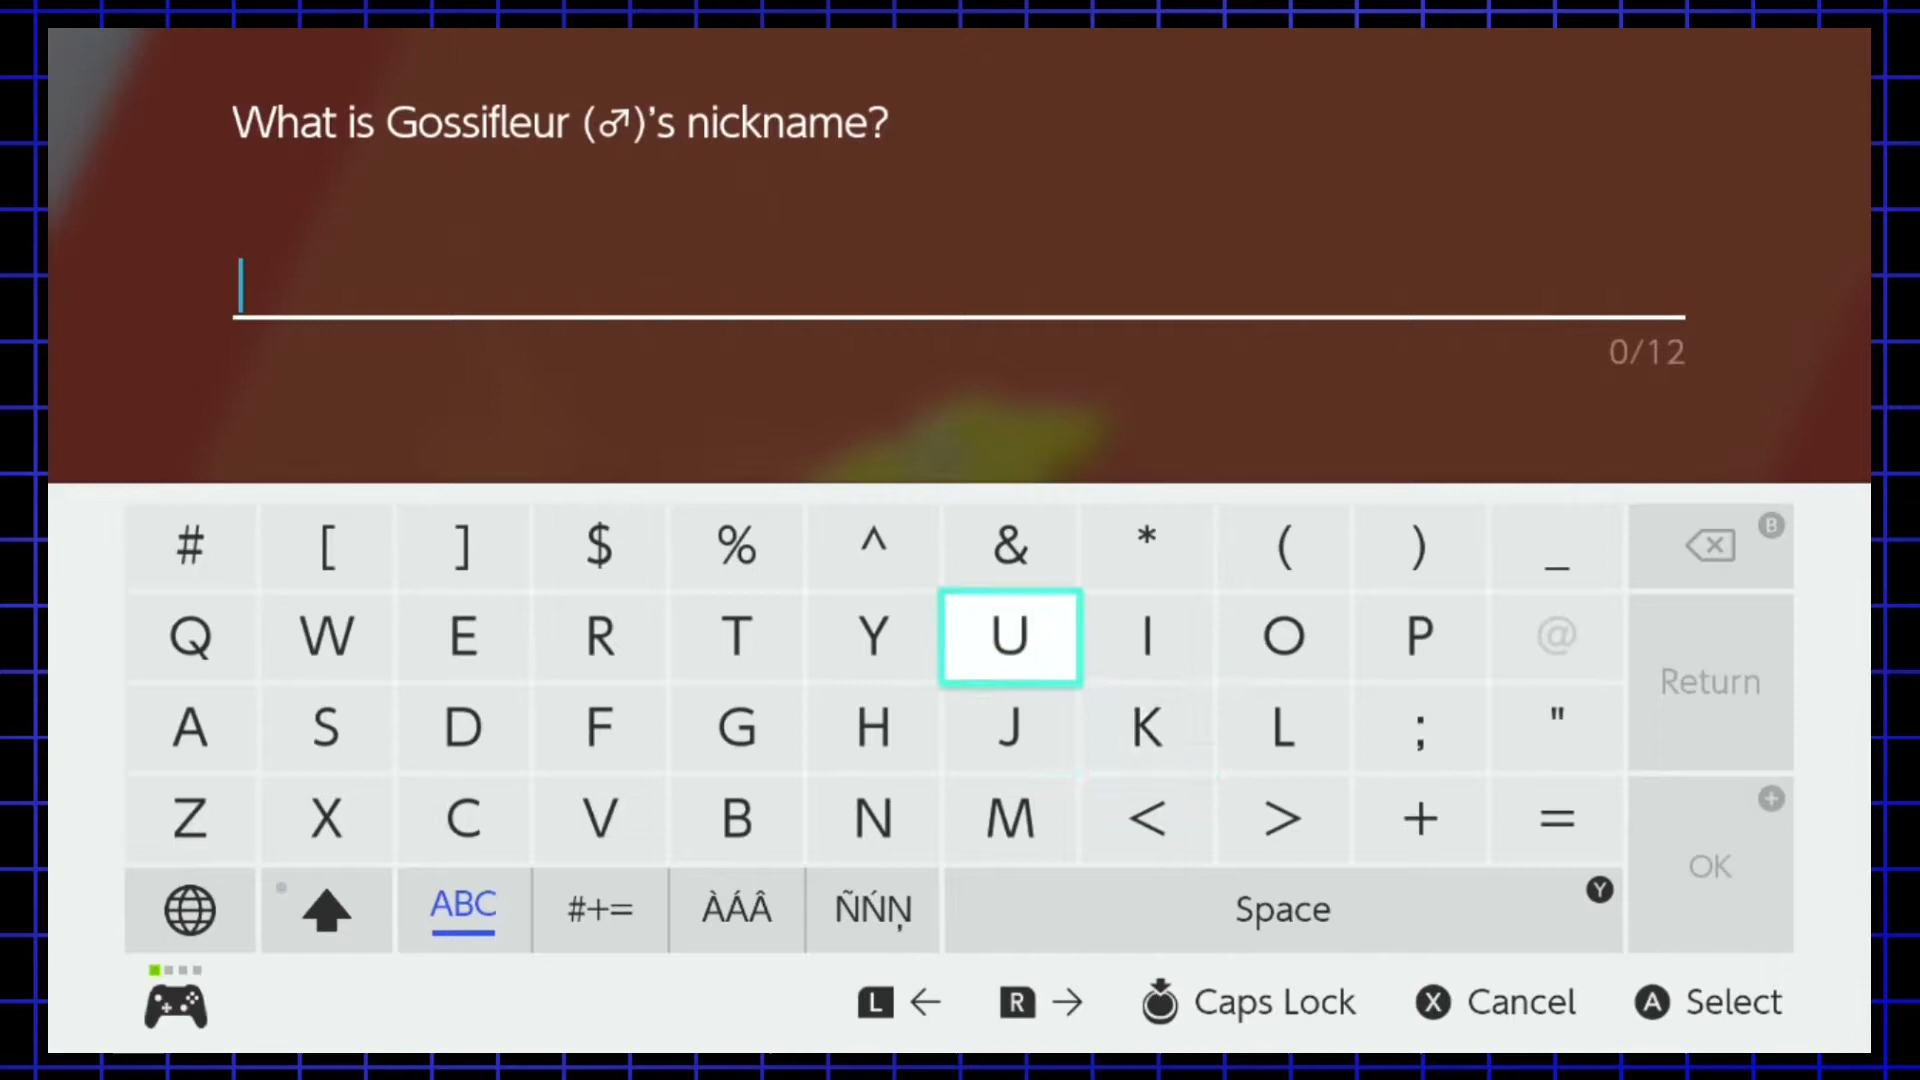 What is Gossifleur (♂)'s nickname?
0/12
# [ ] $ % ^ & * ( ) _ B
Q W E R T Y U I O P @ Return
A S D F G H J K L ; "
Z X C V B N M < > + = + OK
ABC #+= ÀÁÂ ÑŃŅ Space Y
L ← R → Caps Lock X Cancel A Select